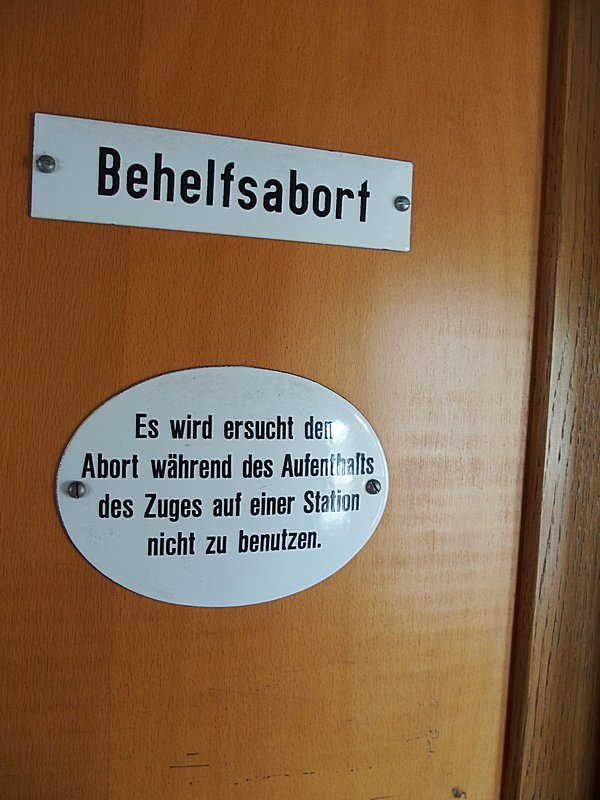 Behelfsabort
Es wird ersucht den
Abort während des Aufenthalts
des Zuges auf einer Station
nicht zu benutzen.